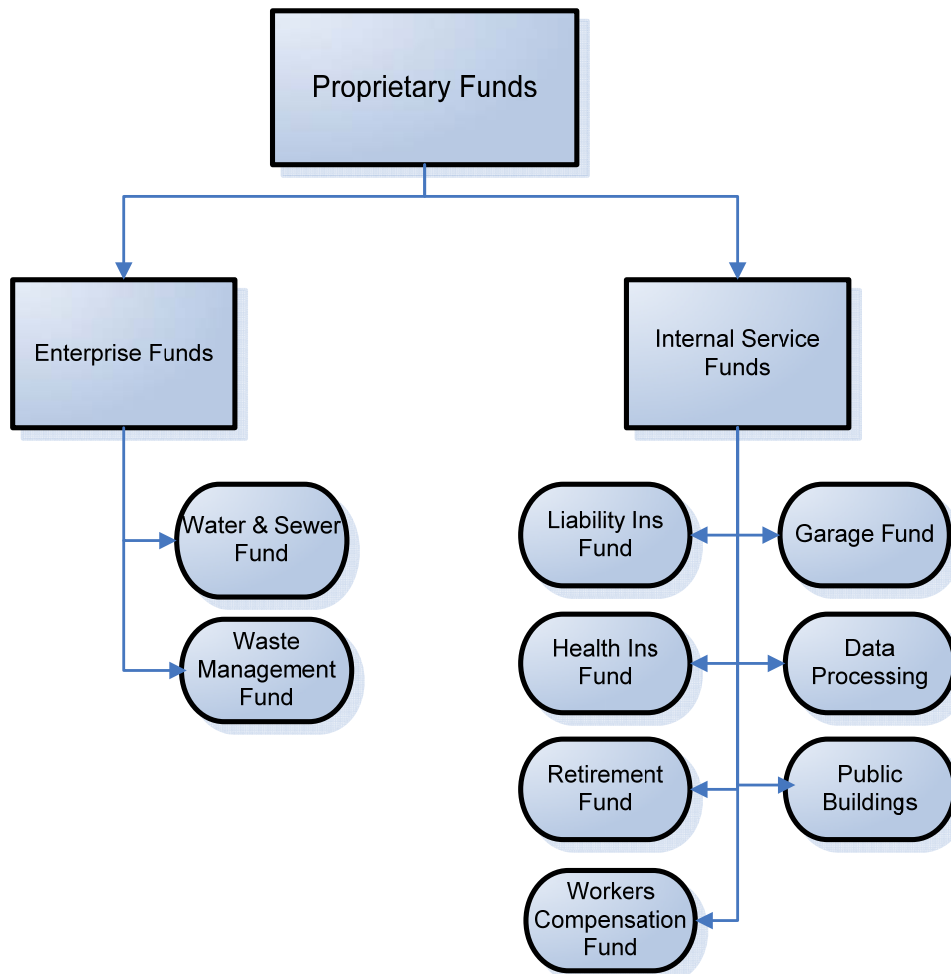 Proprietary Funds
Enterprise Funds
Internal Service
Funds
Water & Sewer
Fund
Waste
Management
Fund
Liability Ins
Fund
Garage Fund
Health Ins
Fund
Data
Processing
Retirement
Fund
Public
Buildings
Workers
Compensation
Fund